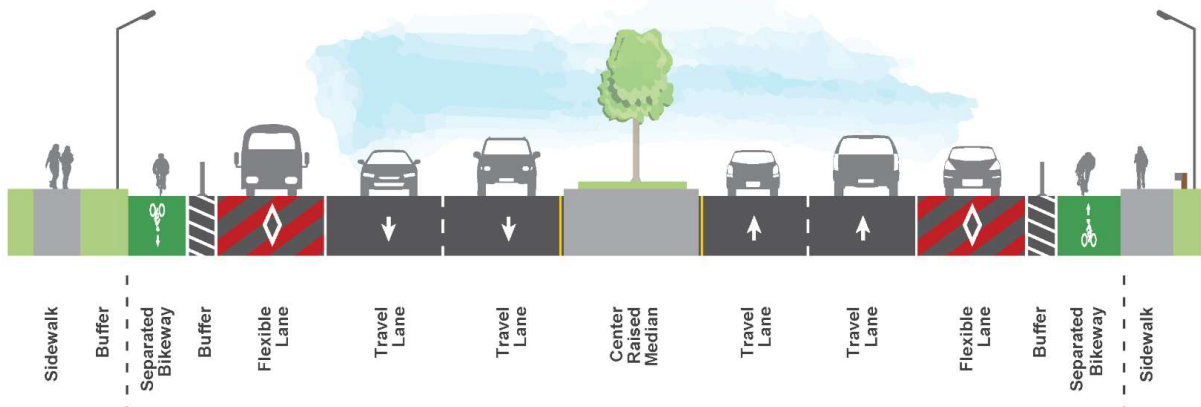 Sidewalk
Buffer
Separated
Bikeway
Buffer
Flexible
Lane
Travel
Lane
Travel
Lane
Center
Raised
Median
Travel
Lane
Travel
Lane
Flexible
Lane
Buffer
Separated
Bikeway
Sidewalk